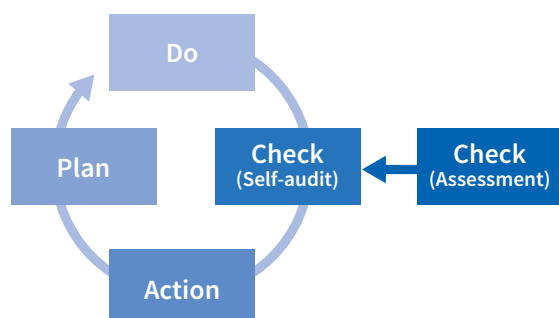 Do
Plan
Check
(Self-audit)
Check
(Assessment)
Action